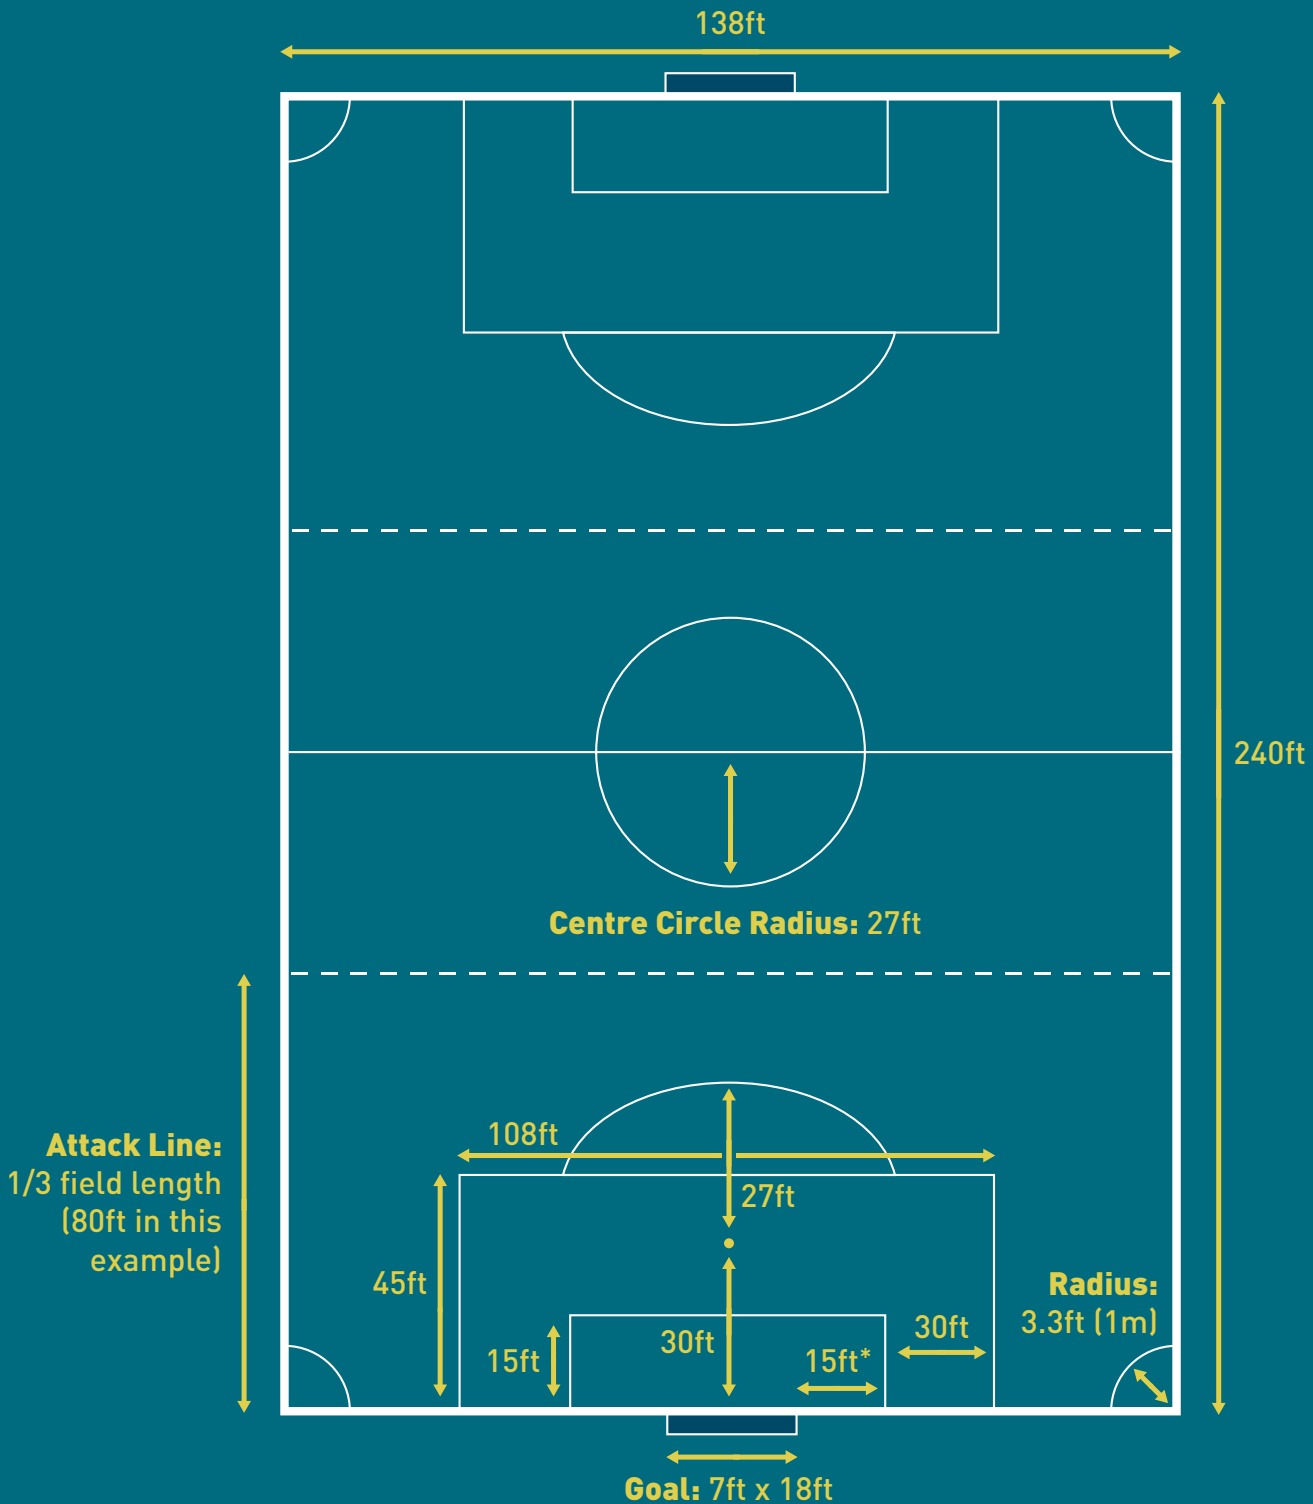 138ft
240ft
Centre Circle Radius: 27ft
Attack Line:
1/3 field length
(80ft in this
example)
108ft
27ft
45ft
Radius:
3.3ft (1m)
30ft
30ft
15ft
15ft*
Goal: 7ft x 18ft